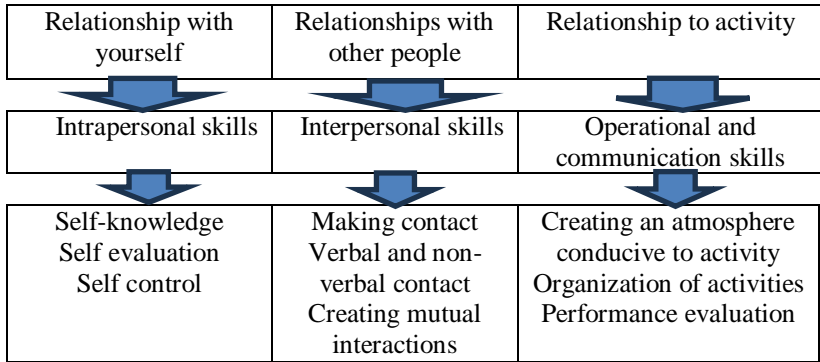 Relationship with
yourself
Relationships with
other people
Relationship to activity
Intrapersonal skills
Interpersonal skills
Operational and
communication skills
Self-knowledge
Self evaluation
Self control
Making contact
Verbal and non-
verbal contact
Creating mutual
interactions
Creating an atmosphere
conducive to activity
Organization of activities
Performance evaluation